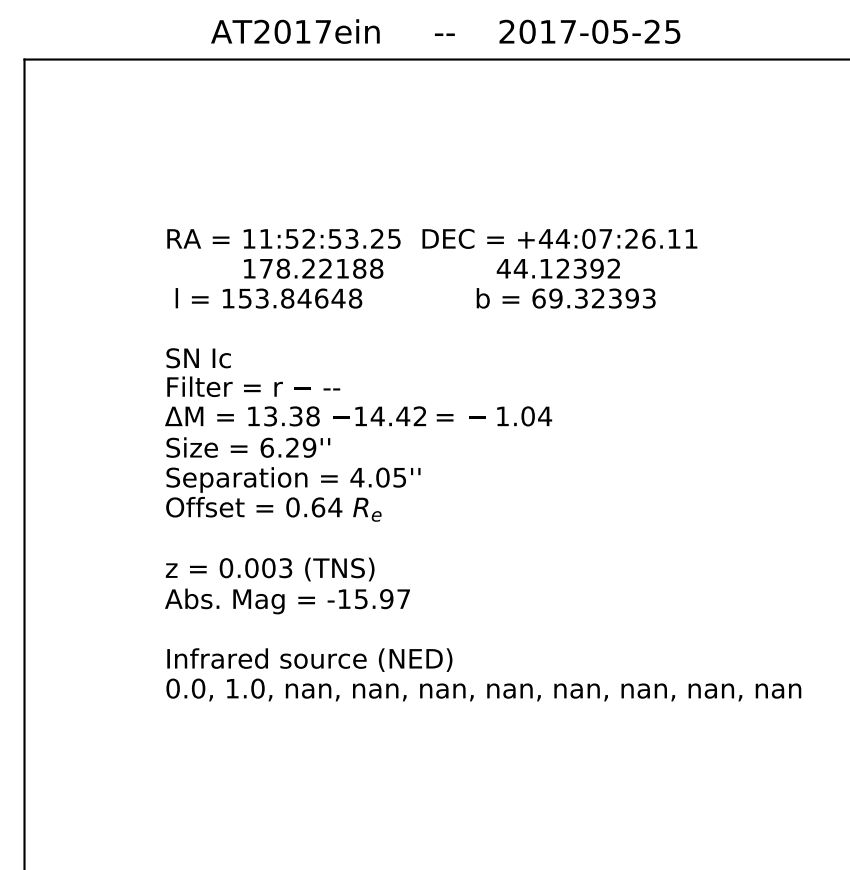 AT2017ein -- 2017-05-25
RA = 11:52:53.25 DEC = +44:07:26.11
178.22188 44.12392
l = 153.84648 b = 69.32393
SN Ic
Filter = r − --
ΔM = 13.38 −14.42 = − 1.04
Size = 6.29''
Separation = 4.05''
Offset = 0.64 Re
z = 0.003 (TNS)
Abs. Mag = -15.97
Infrared source (NED)
0.0, 1.0, nan, nan, nan, nan, nan, nan, nan, nan